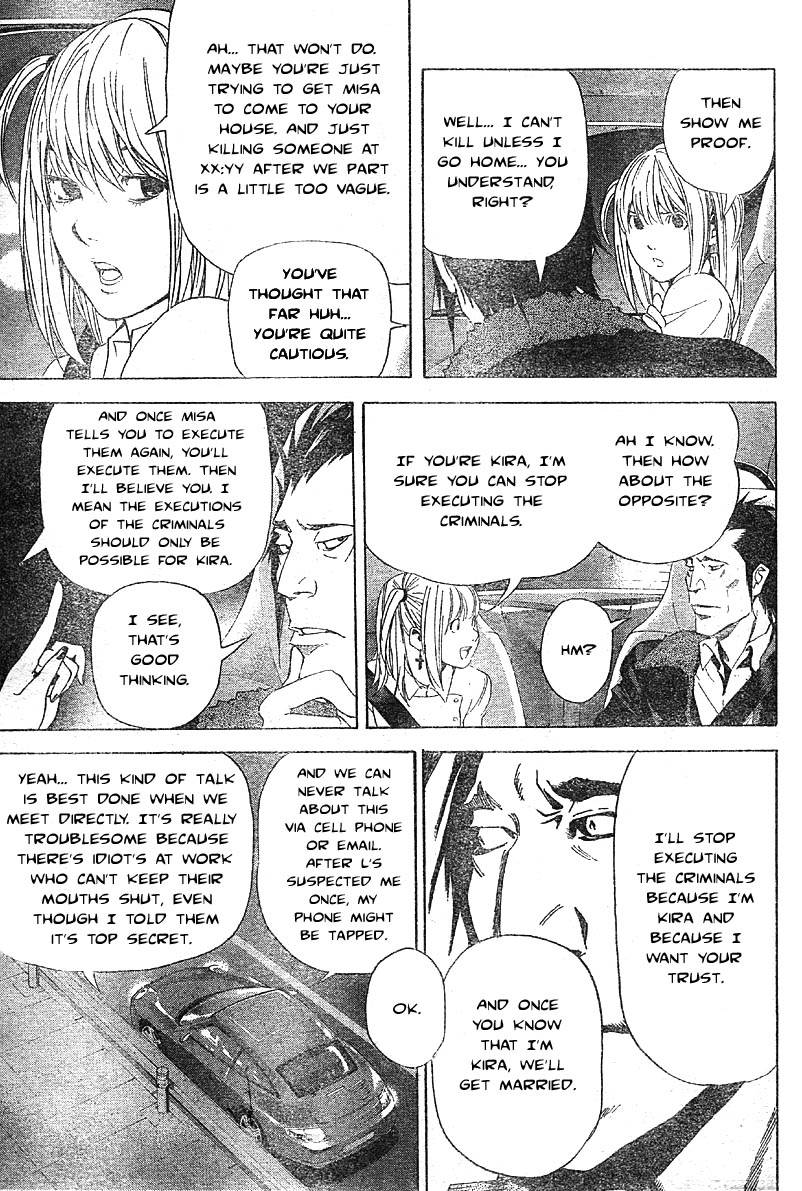 THEN
SHOW ME
PROOF.
WELL... I CAN'T
KILL UNLESS I
GO HOME... YOU
UNDERSTAND,
RIGHT?
AH... THAT WON'T DO.
MAYBE YOU'RE JUST
TRYING TO GET MISA
TO COME TO YOUR
HOUSE. AND JUST
KILLING SOMEONE AT
XX:YY AFTER WE PART
IS A LITTLE TOO VAGUE.
YOU'VE
THOUGHT THAT
FAR HUH...
YOU'RE QUITE
CAUTIOUS.
AH I KNOW.
THEN HOW
ABOUT THE
OPPOSITE?
HM?
IF YOU'RE KIRA, I'M
SURE YOU CAN STOP
EXECUTING THE
CRIMINALS.
AND ONCE MISA
TELLS YOU TO EXECUTE
THEM AGAIN, YOU'LL
EXECUTE THEM. THEN
I'LL BELIEVE YOU. I
MEAN THE EXECUTIONS
OF THE CRIMINALS
SHOULD ONLY BE
POSSIBLE FOR KIRA.
I SEE,
THAT'S
GOOD
THINKING.
I'LL STOP
EXECUTING
THE CRIMINALS
BECAUSE I'M
KIRA AND
BECAUSE I
WANT YOUR
TRUST.
AND ONCE
YOU KNOW
THAT I'M
KIRA, WE'LL
GET MARRIED.
OK.
AND WE CAN
NEVER TALK
ABOUT THIS
VIA CELL PHONE
OR EMAIL.
AFTER L'S
SUSPECTED ME
ONCE, MY
PHONE MIGHT
BE TAPPED.
YEAH... THIS KIND OF TALK
IS BEST DONE WHEN WE
MEET DIRECTLY. IT'S REALLY
TROUBLESOME BECAUSE
THERE'S IDIOT'S AT WORK
WHO CAN'T KEEP THEIR
MOUTHS SHUT, EVEN
THOUGH I TOLD THEM
IT'S TOP SECRET.